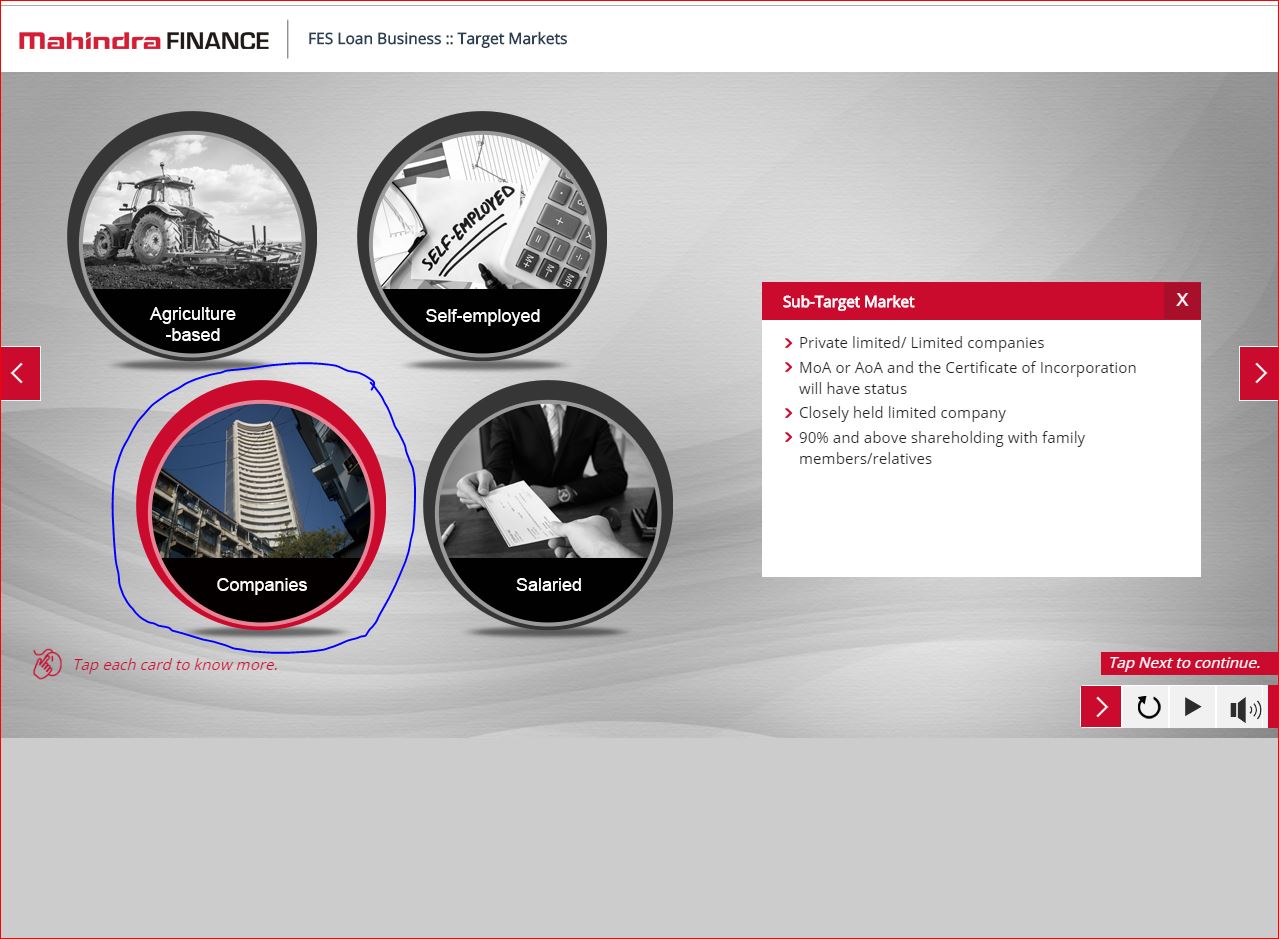 Mahindra FINANCE
FES Loan Business :: Target Markets
SELF-EMPLOYED
Agriculture
-based
Self-employed
Companies
Salaried
Sub-Target Market
X
Private limited/ Limited companies
MoA or AoA and the Certificate of Incorporation
will have status
Closely held limited company
90% and above shareholding with family
members/relatives
Tap each card to know more.
Tap Next to continue.